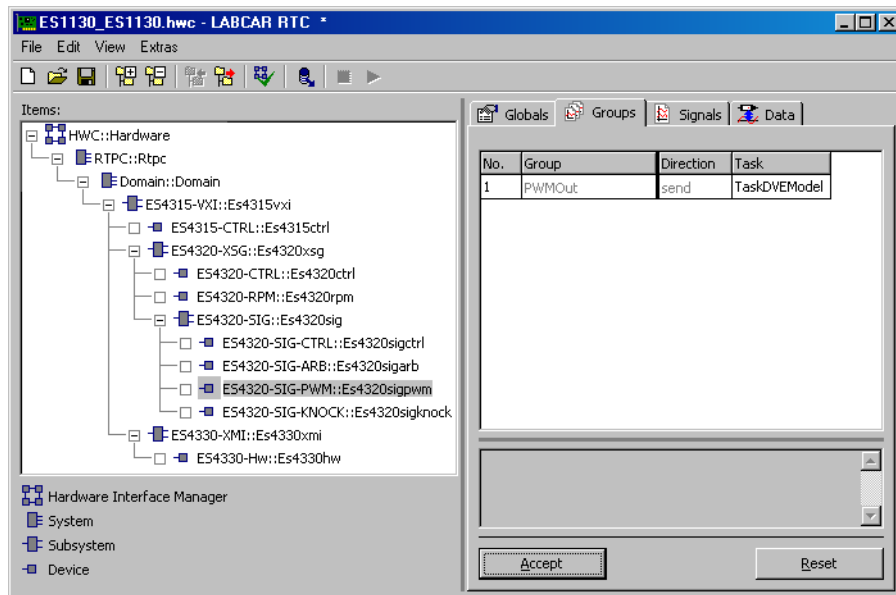 ES1130_ES1130.hwc - LABCAR RTC *
File Edit View Extras
Items:
HWC::Hardware
RTPC::Rtpc
Domain::Domain
ES4315-VXI::Es4315vxi
ES4315-CTRL::Es4315ctrl
ES4320-XSG::Es4320xsg
ES4320-CTRL::Es4320ctrl
ES4320-RPM::Es4320rpm
ES4320-SIG::Es4320sig
ES4320-SIG-CTRL::Es4320sigctrl
ES4320-SIG-ARB::Es4320sigarb
ES4320-SIG-PWM::Es4320sigpwm
ES4320-SIG-KNOCK::Es4320sigknock
ES4330-XMI::Es4330xmi
ES4330-Hw::Es4330hw
Hardware Interface Manager
System
Subsystem
Device
Globals Groups Signals Data
No. Group Direction Task
1 PWMOut send TaskDVEModel
Accept Reset